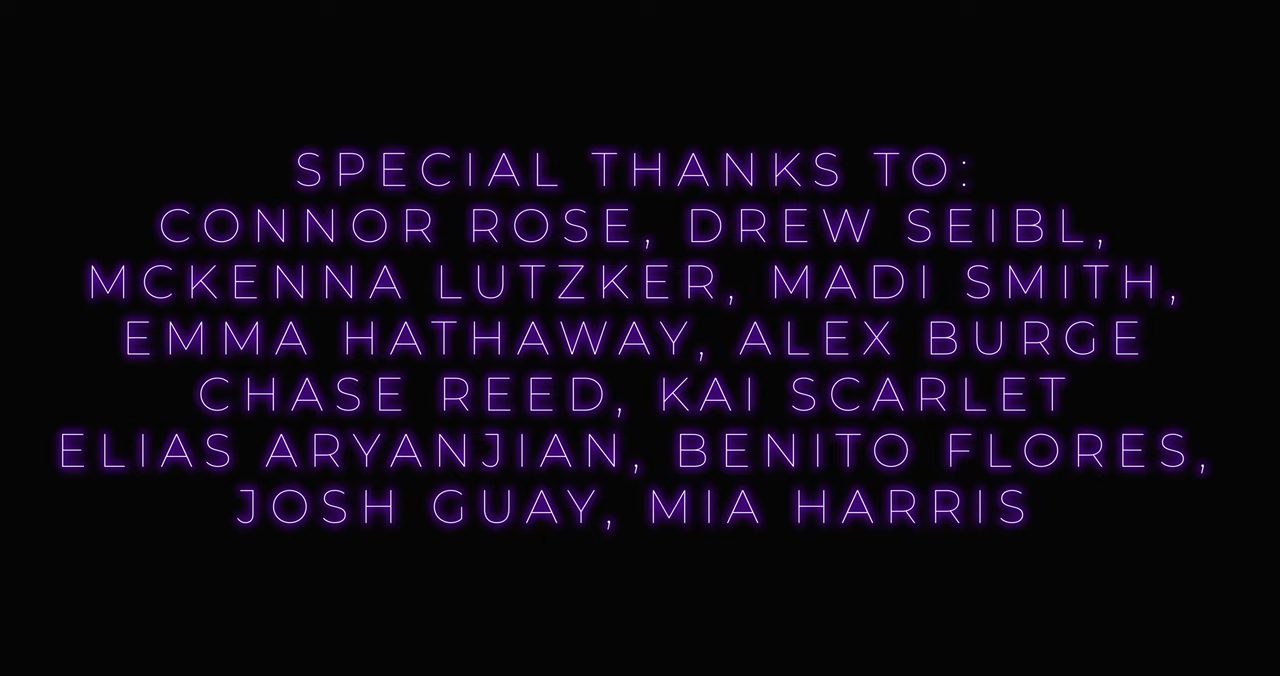 SPECIAL THANKS TO:
CONNOR ROSE, DREW SEIBL,
MCKENNA LUTZKER, MADI SMITH,
EMMA HATHAWAY, ALEX BURGE
CHASE REED, KAI SCARLET
ELIAS ARYANJIAN, BENITO FLORES,
JOSH GUAY, MIA HARRIS